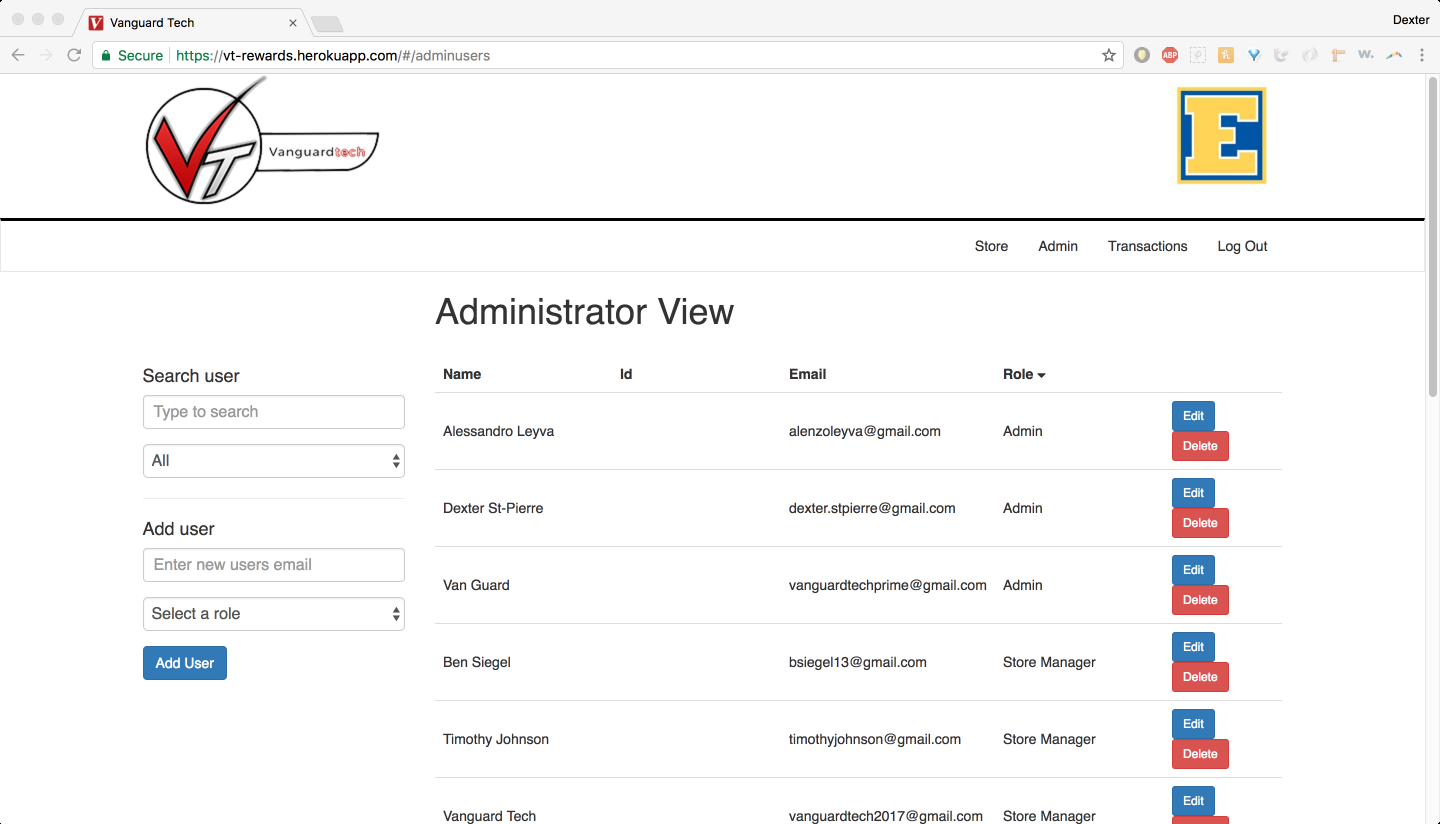 Vanguard Tech
Dexter
Secure https://vt-rewards.herokuapp.com/#/adminusers
ABP
W.
VT Vanguardtech
E
Store Admin Transactions Log Out
Administrator View
Search user
Type to search
All
Add user
Enter new users email
Select a role
Add User
Name Id Email Role
Alessandro Leyva alenzoleyva@gmail.com Admin Edit
Delete
Dexter St-Pierre dexter.stpierre@gmail.com Admin Edit
Delete
Van Guard vanguardtechprime@gmail.com Admin Edit
Delete
Ben Siegel bsiegel13@gmail.com Store Manager Edit
Delete
Timothy Johnson timothyjohnson@gmail.com Store Manager Edit
Delete
Vanguard Tech vanguardtech2017@gmail.com Store Manager Edit